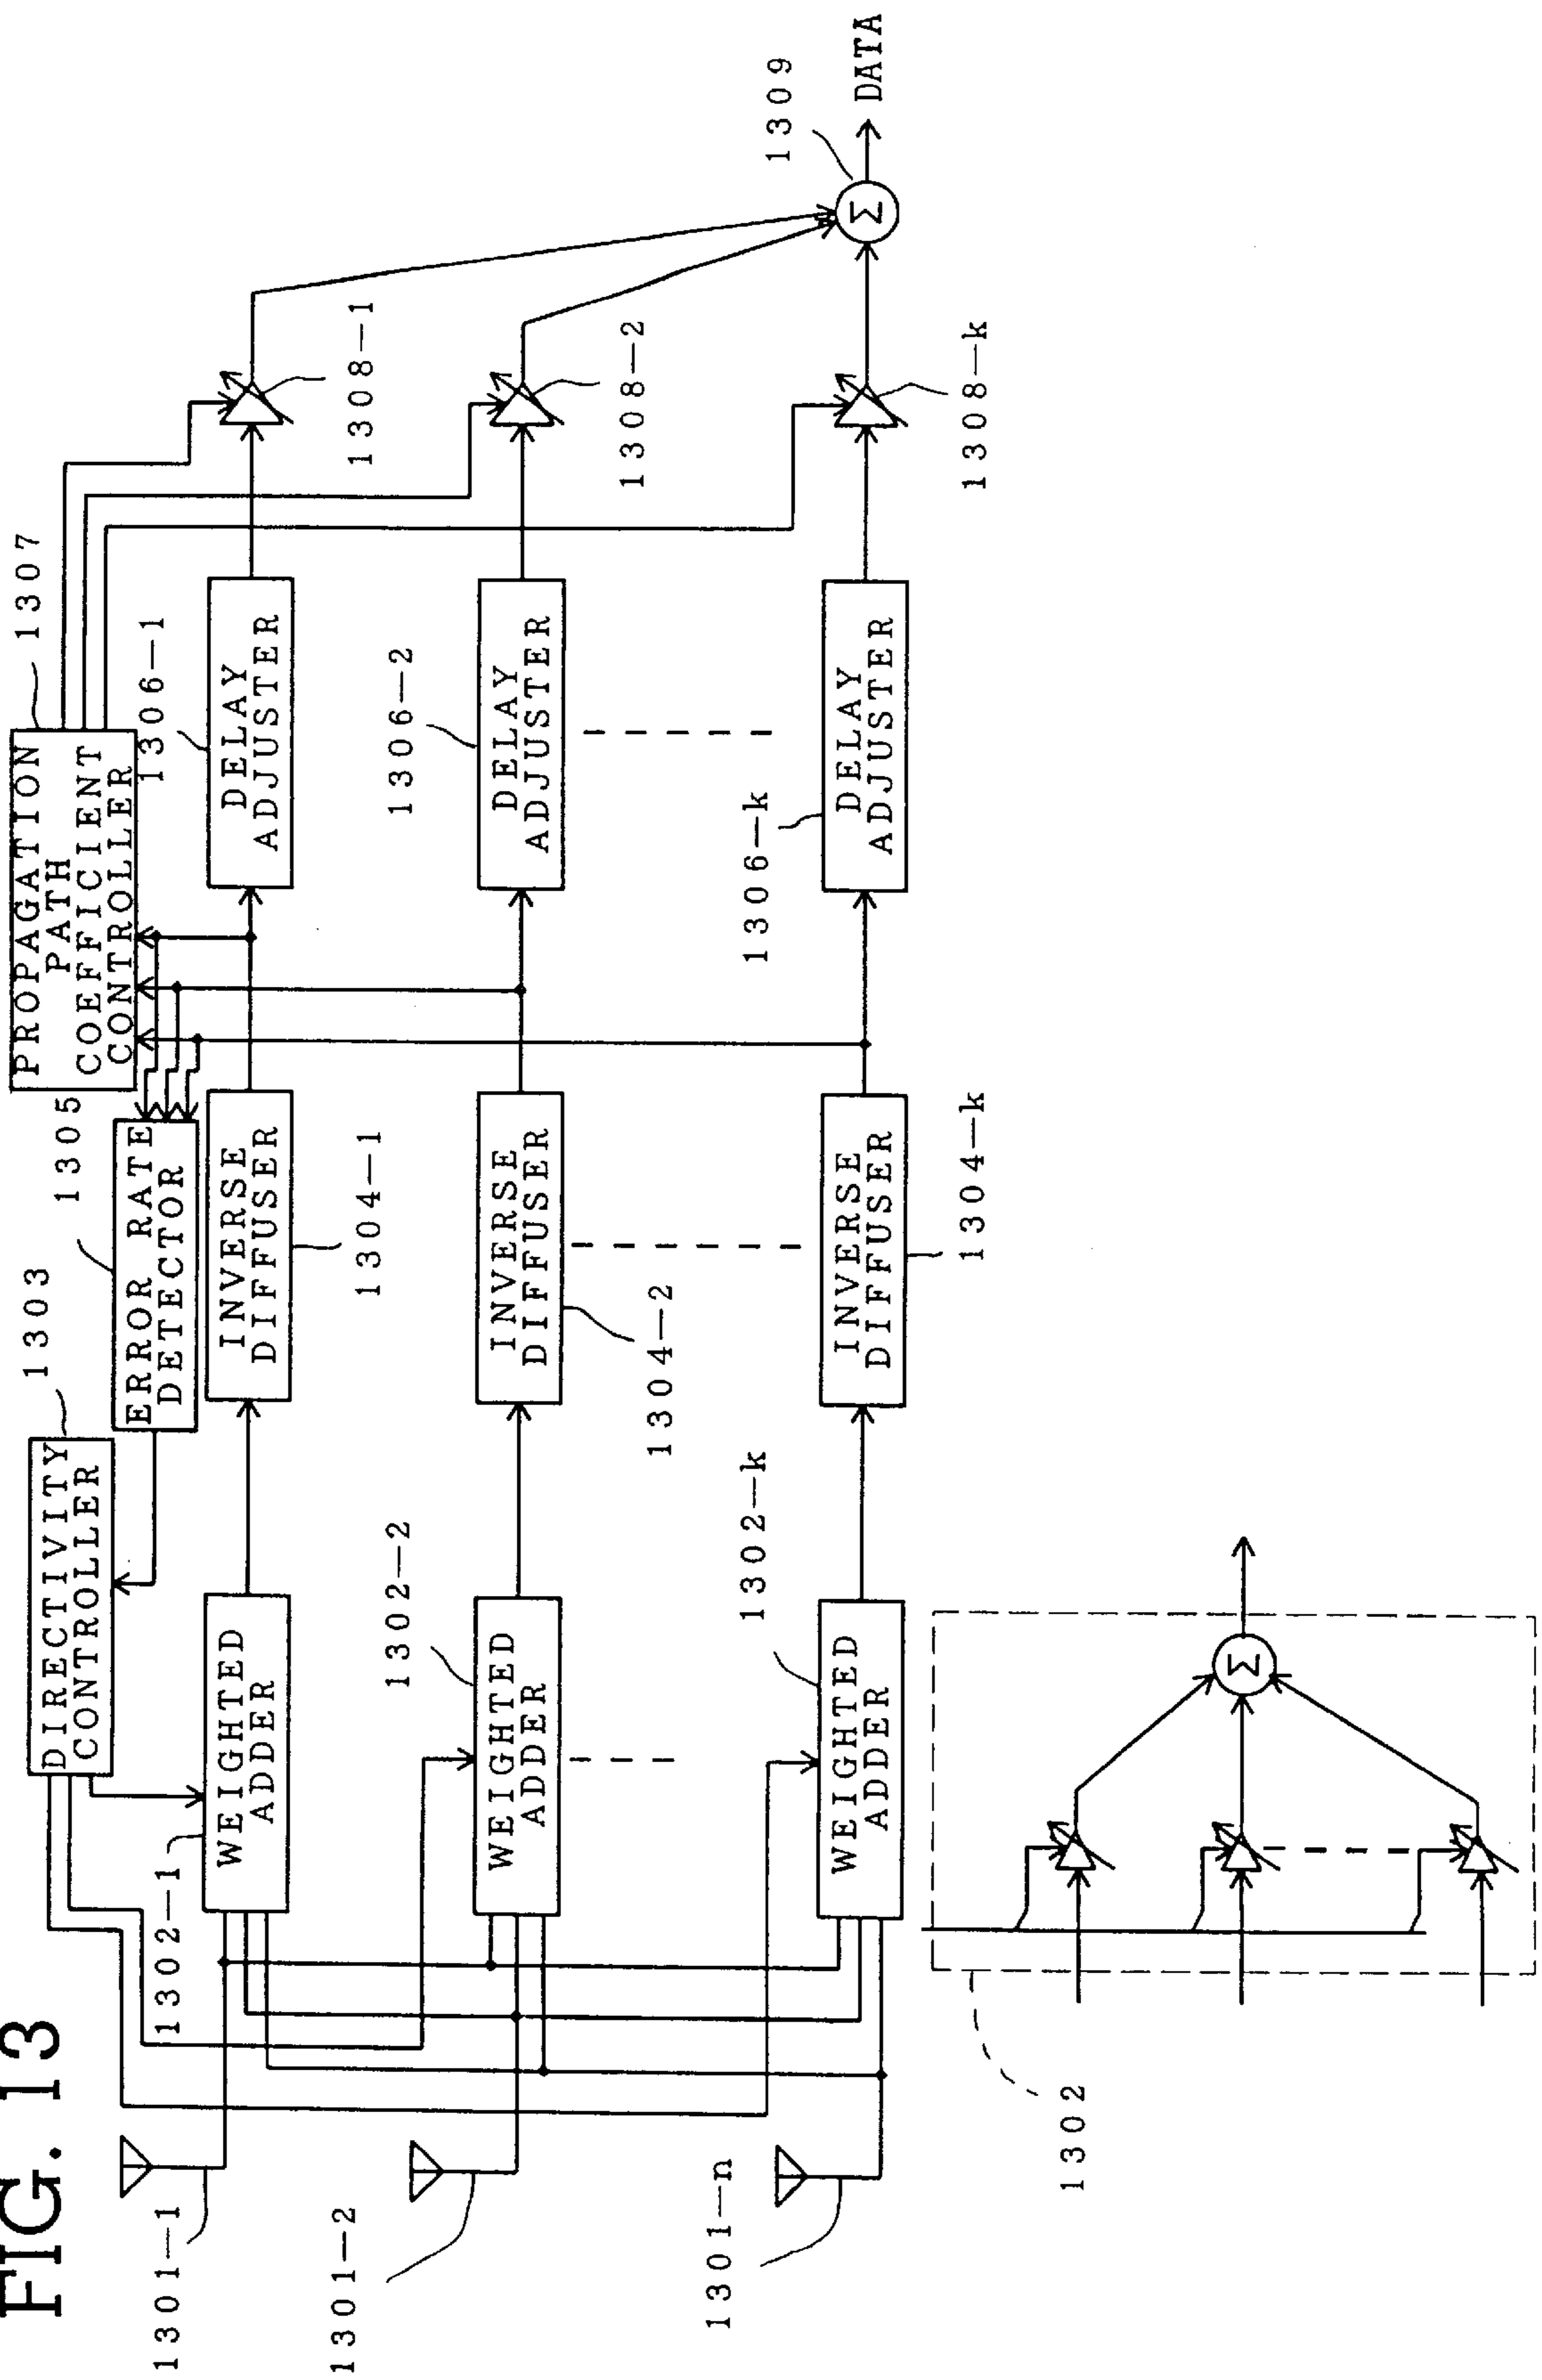 FIG. 13
1301-1
1301-2
1301-n
1302-1
WEIGHTED
ADDER
1302-2
WEIGHTED
ADDER
1302-k
WEIGHTED
ADDER
DIRECTIVITY
CONTROLLER
1303
ERROR RATE
DETECTOR
1305
INVERSE
DIFFUSER
1304-1
INVERSE
DIFFUSER
1304-2
INVERSE
DIFFUSER
1304-k
PROPAGATION
PATH
COEFFICIENT
CONTROLLER
1307
1306-1
DELAY
ADJUSTER
1306-2
DELAY
ADJUSTER
1306-k
DELAY
ADJUSTER
1308-1
1308-2
1308-k
Σ
1309
DATA
1302
Σ